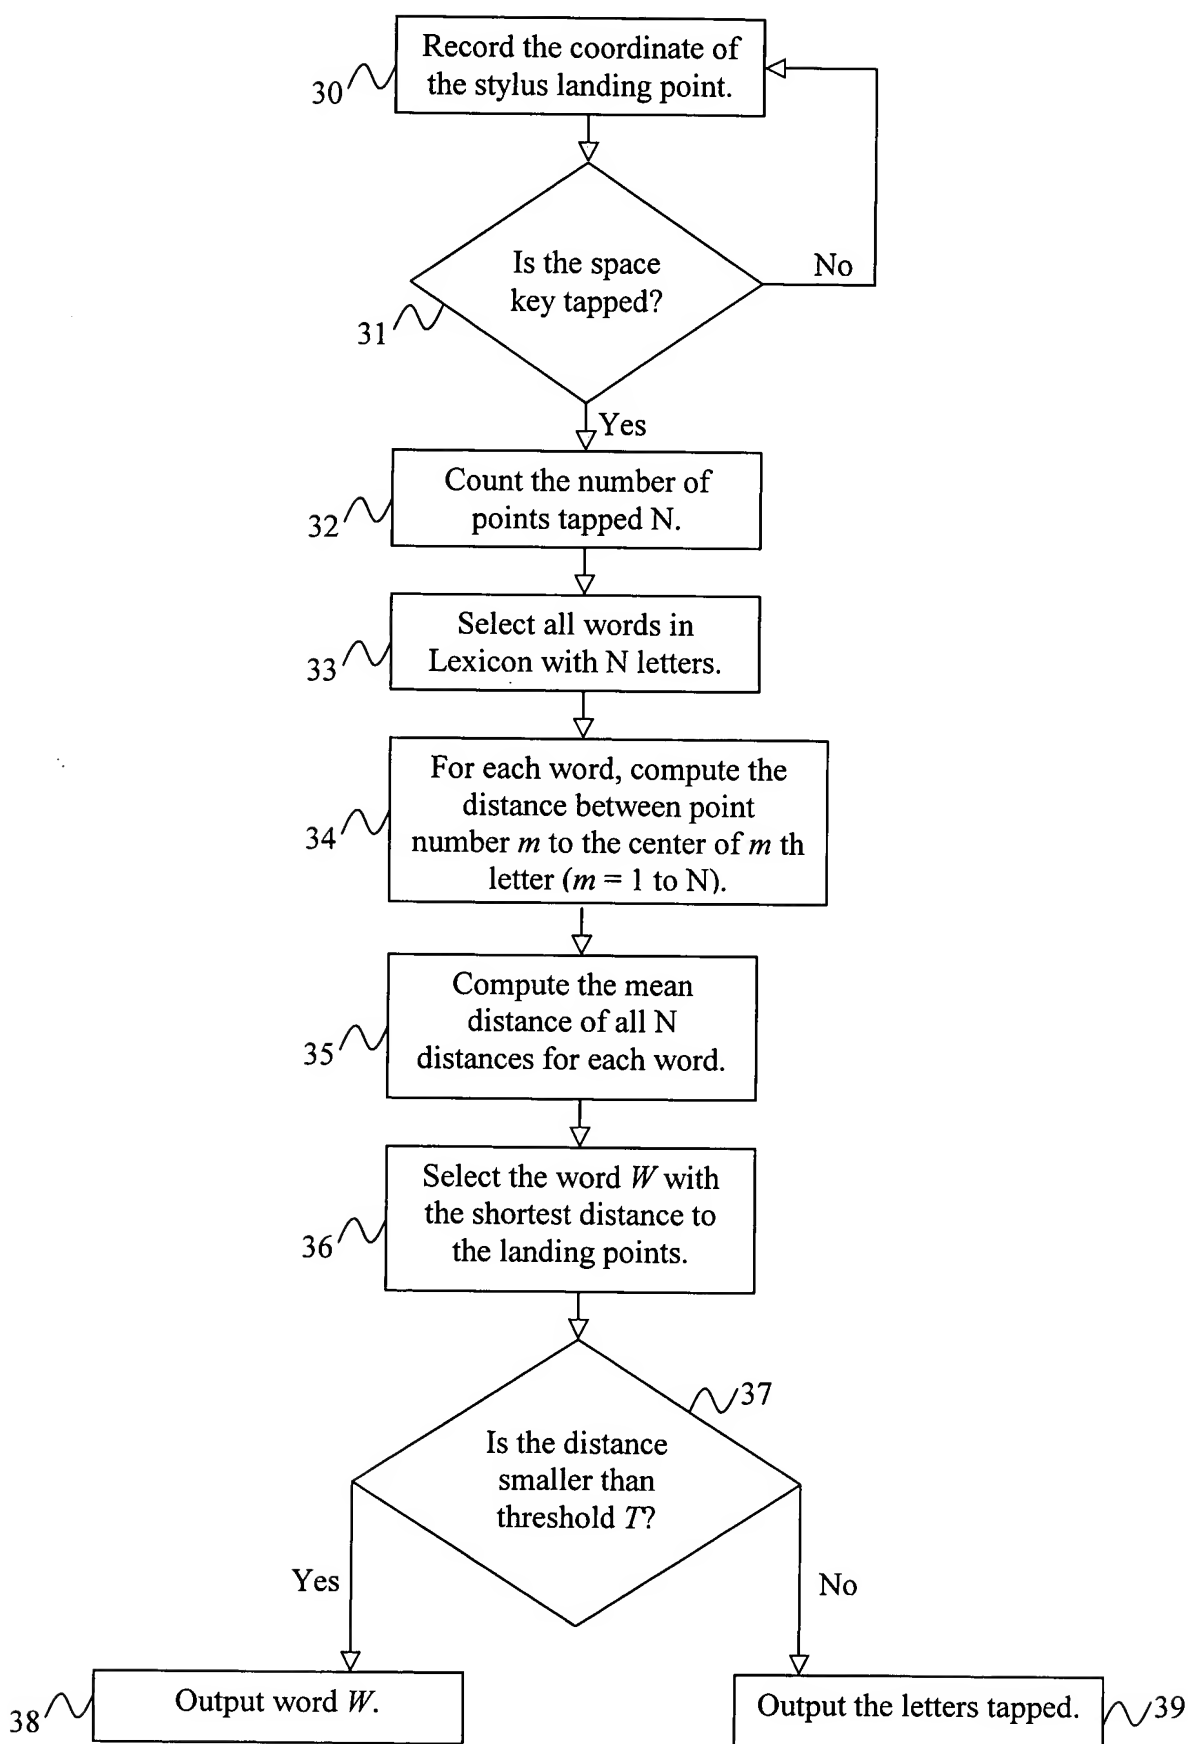 Record the coordinate of
the stylus landing point.
30
Is the space
key tapped?
No
31
Yes
Count the number of
points tapped N.
32
Select all words in
Lexicon with N letters.
33
For each word, compute the
distance between point
number m to the center of m th
letter (m = 1 to N).
34
Compute the mean
distance of all N
distances for each word.
35
Select the word W with
the shortest distance to
the landing points.
36
37
Is the distance
smaller than
threshold T?
Yes
No
Output word W.
38
Output the letters tapped.
39